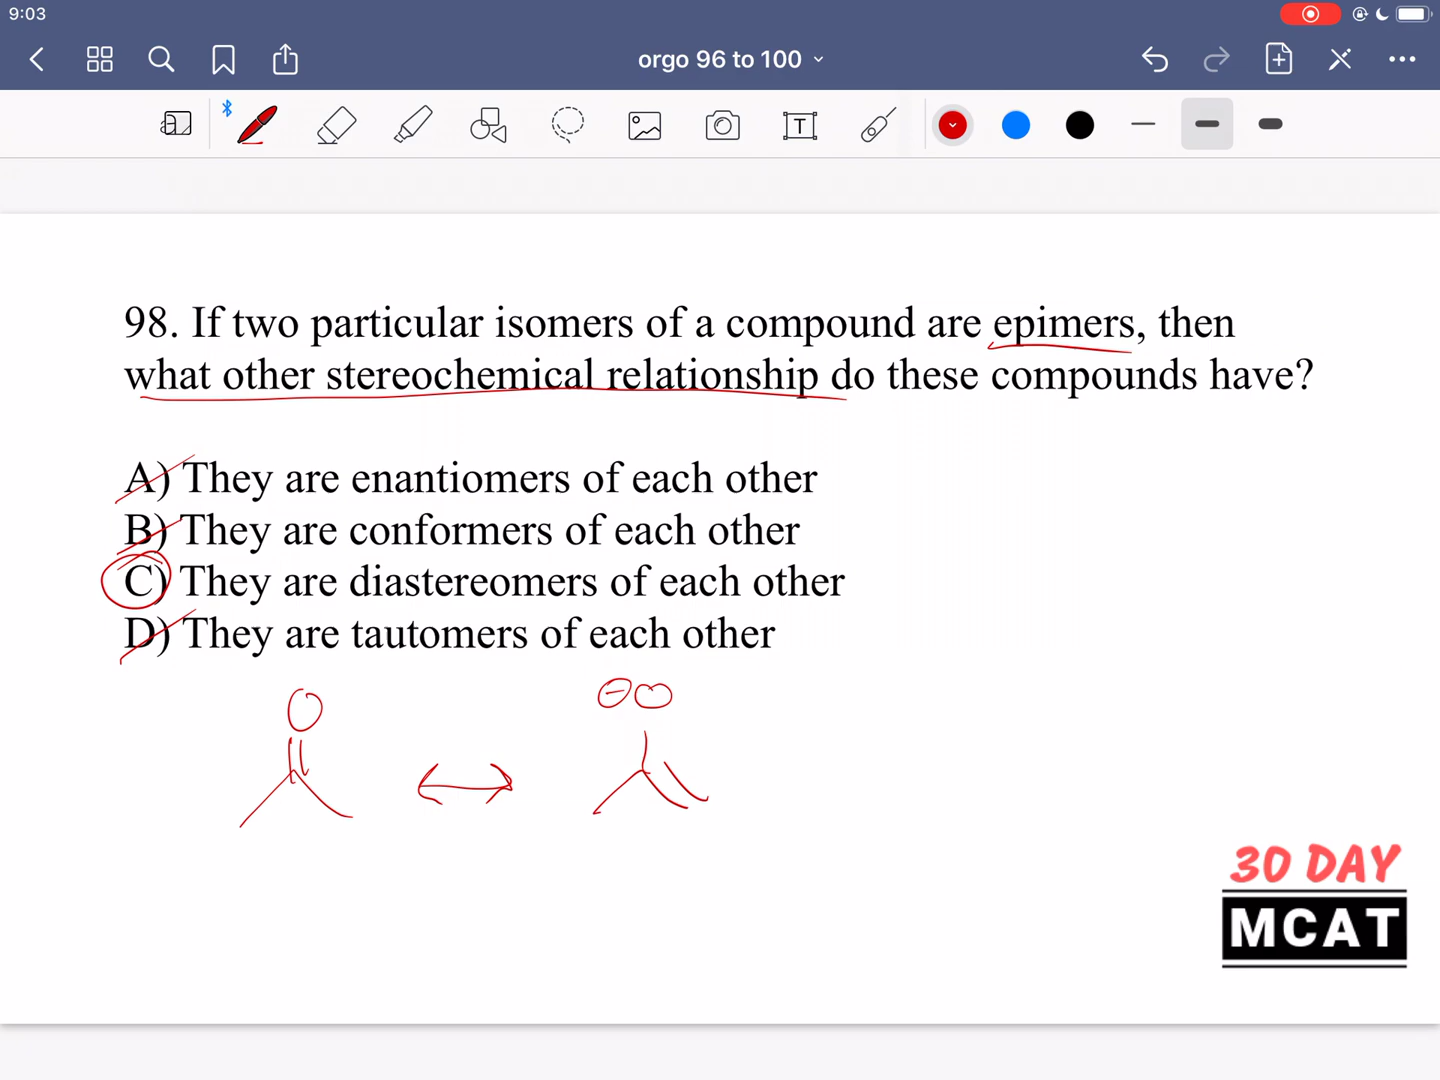 9:03
orgo 96 to 100
a
T
98. If two particular isomers of a compound are epimers, then
what other stereochemical relationship do these compounds have?
A) They are enantiomers of each other
B) They are conformers of each other
C) They are diastereomers of each other
D) They are tautomers of each other
O ⊖O
30 DAY
MCAT